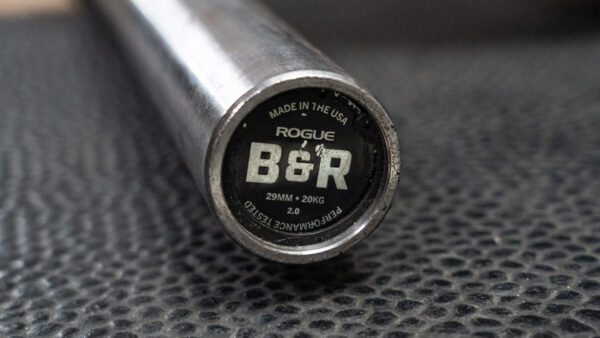 MADE IN THE USA
ROGUE
B&R
29MM • 20KG
2.0
PERFORMANCE TESTED